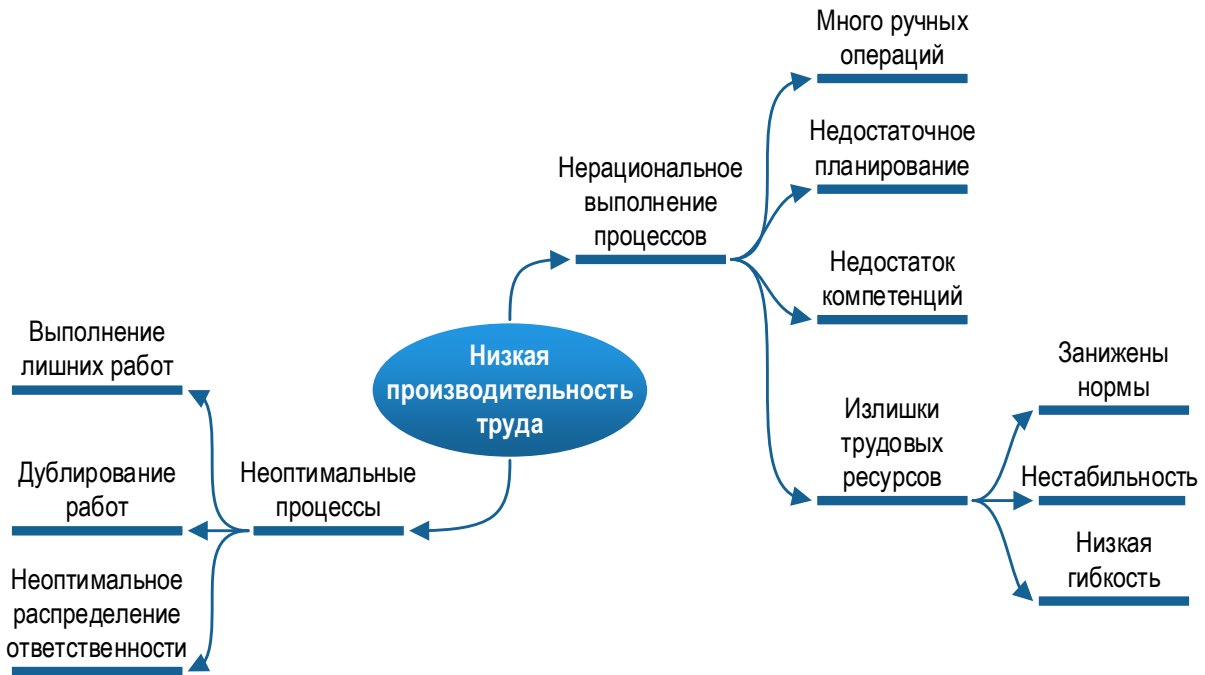 Много ручных
операций
Недостаточное
планирование
Нерациональное
выполнение
процессов
Недостаток
компетенций
Выполнение
лишних работ
Низкая
производительность
труда
Занижены
нормы
Излишки
трудовых
ресурсов
Дублирование
работ
Неоптимальные
процессы
Нестабильность
Низкая
гибкость
Неоптимальное
распределение
ответственности